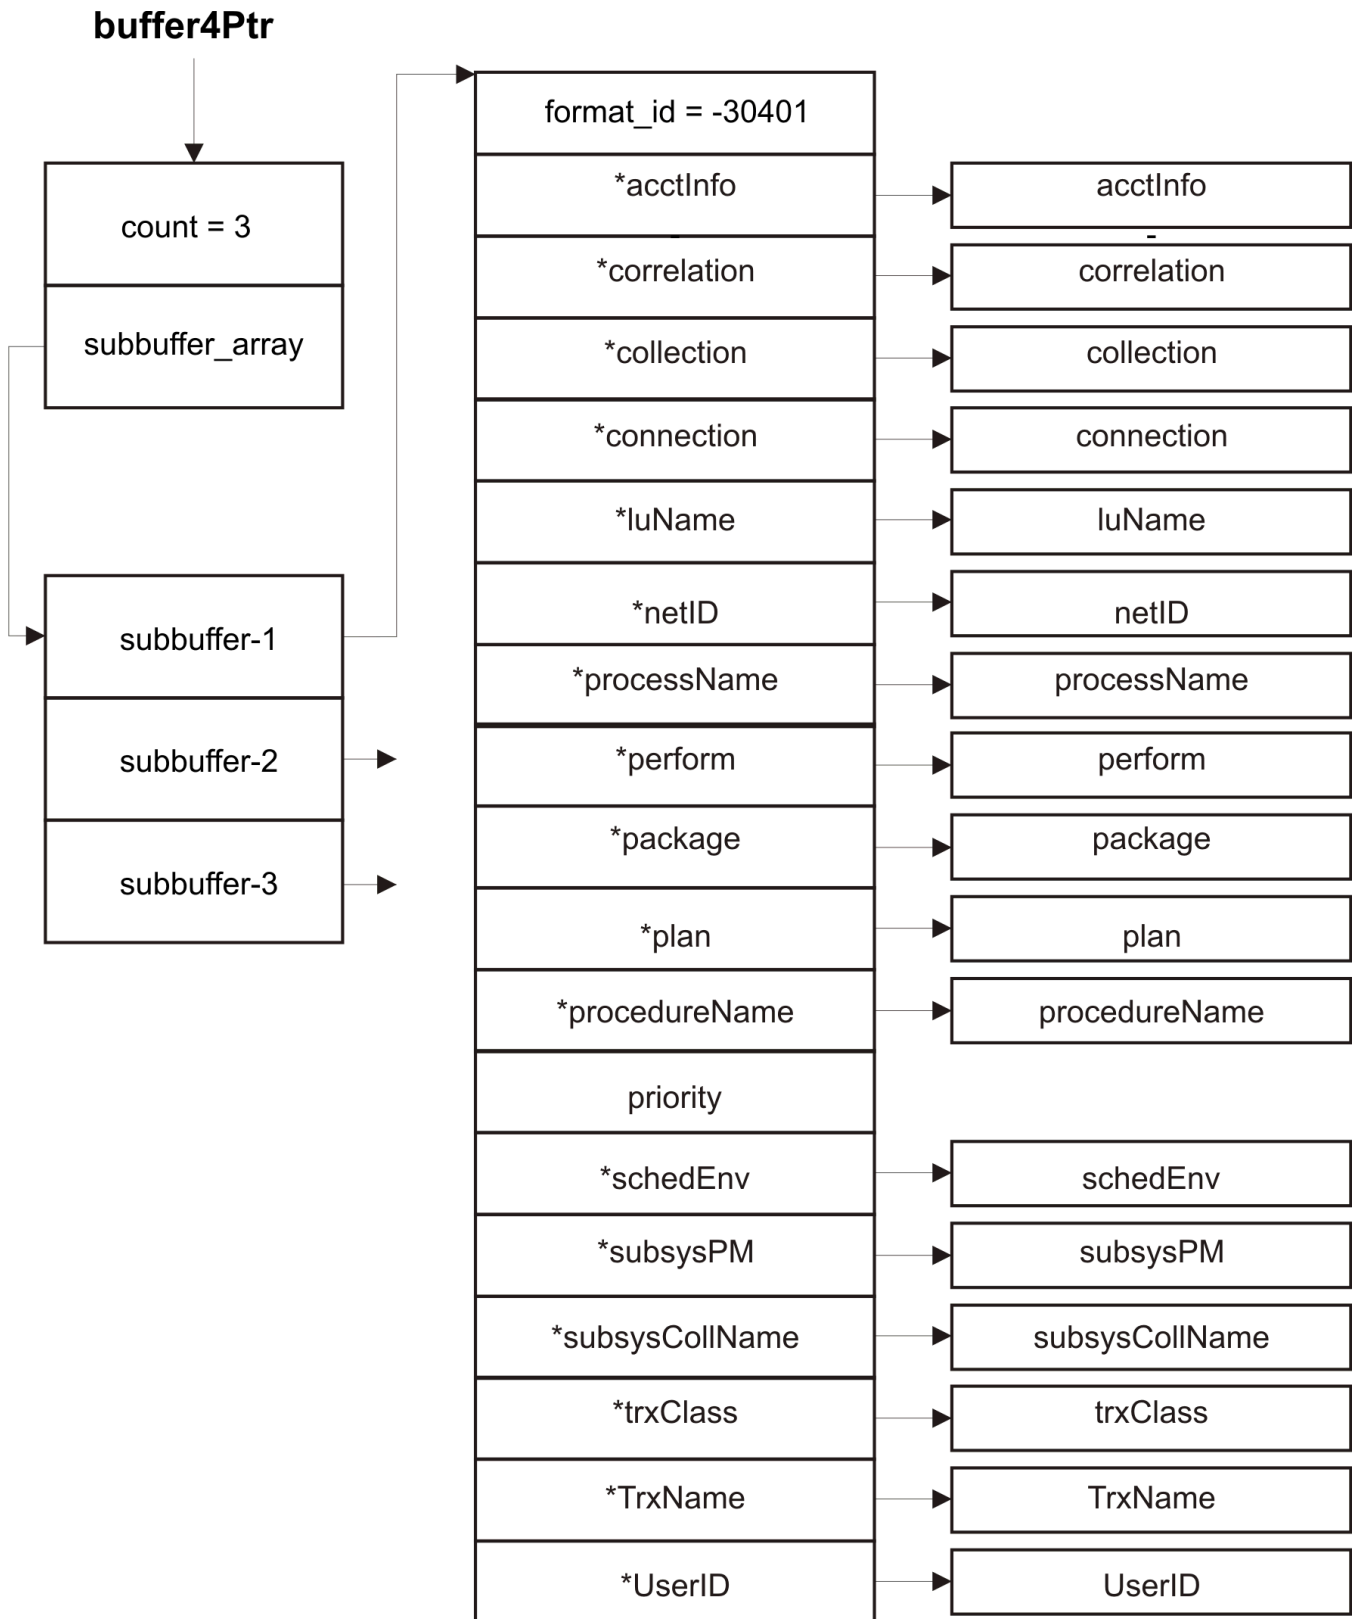 buffer4Ptr
count = 3
subbuffer_array
subbuffer-1
subbuffer-2
subbuffer-3
format_id = -30401
*acctInfo
*correlation
*collection
*connection
*luName
*netID
*processName
*perform
*package
*plan
*procedureName
priority
*schedEnv
*subsysPM
*subsysCollName
*trxClass
*TrxName
*UserID
acctInfo
correlation
collection
connection
luName
netID
processName
perform
package
plan
procedureName
schedEnv
subsysPM
subsysCollName
trxClass
TrxName
UserID